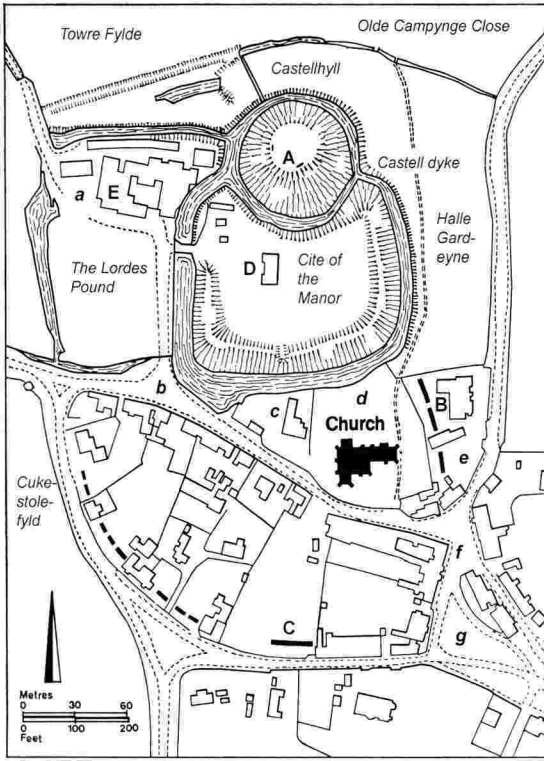 Towre Fylde
Olde Campynge Close
Castellhyll
A
Castell dyke
E
a
Halle
Gard-
eyne
The Lordes
Pound
D
Cite of
the
Manor
b
c
d
B
Church
e
Cuke-
stole-
fyld
f
C
g
Metres
0 30 60
0 100 200
Feet